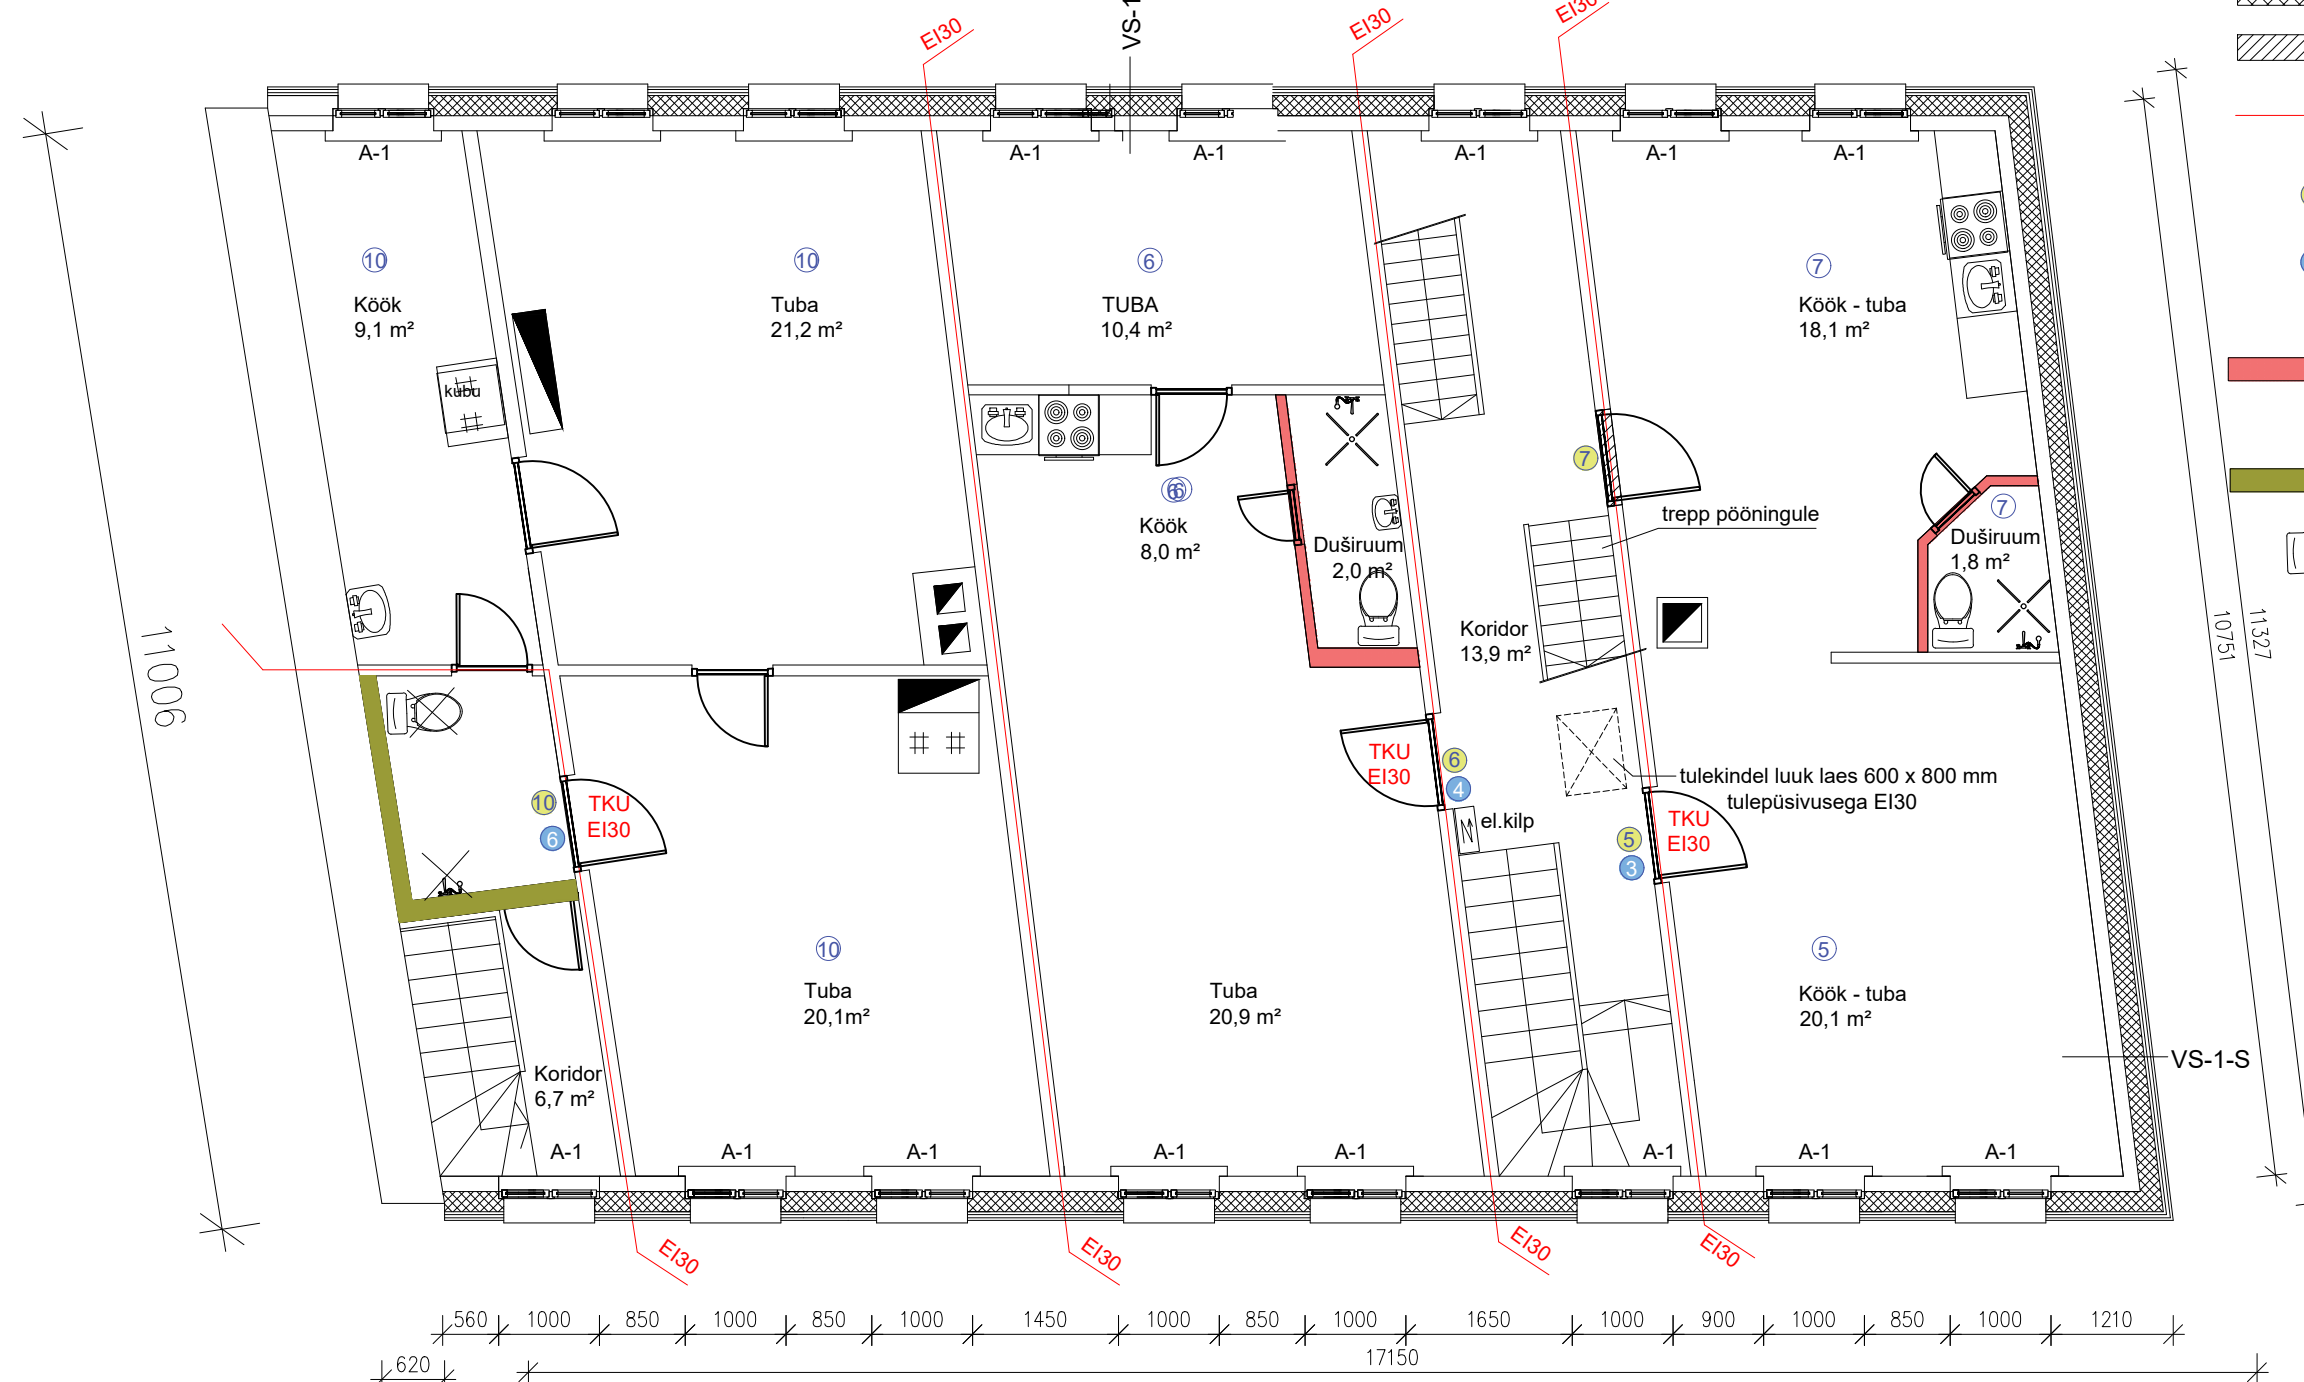 EI30
VS-1
EI30
EI30
A-1
A-1
A-1
A-1
A-1
A-1
10
Köök
9,1 m²
10
Tuba
21,2 m²
6
TUBA
10,4 m²
7
Köök - tuba
18,1 m²
kubu
7
6
Köök
8,0 m²
trepp pööningule
Duširuum
2,0 m²
7
Duširuum
1,8 m²
Koridor
13,9 m²
11006
10751
11327
TKU
EI30
6
4
tulekindel luuk laes 600 x 800 mm
tulepüsivusega EI30
10
6
TKU
EI30
el.kilp
5
3
TKU
EI30
10
Tuba
20,1m²
Tuba
20,9 m²
5
Köök - tuba
20,1 m²
Koridor
6,7 m²
VS-1-S
A-1
A-1
A-1
A-1
A-1
A-1
A-1
A-1
EI30
EI30
EI30
EI30
560 1000 850 1000 850 1000 1450 1000 850 1000 1650 1000 900 1000 850 1000 1210
620
17150